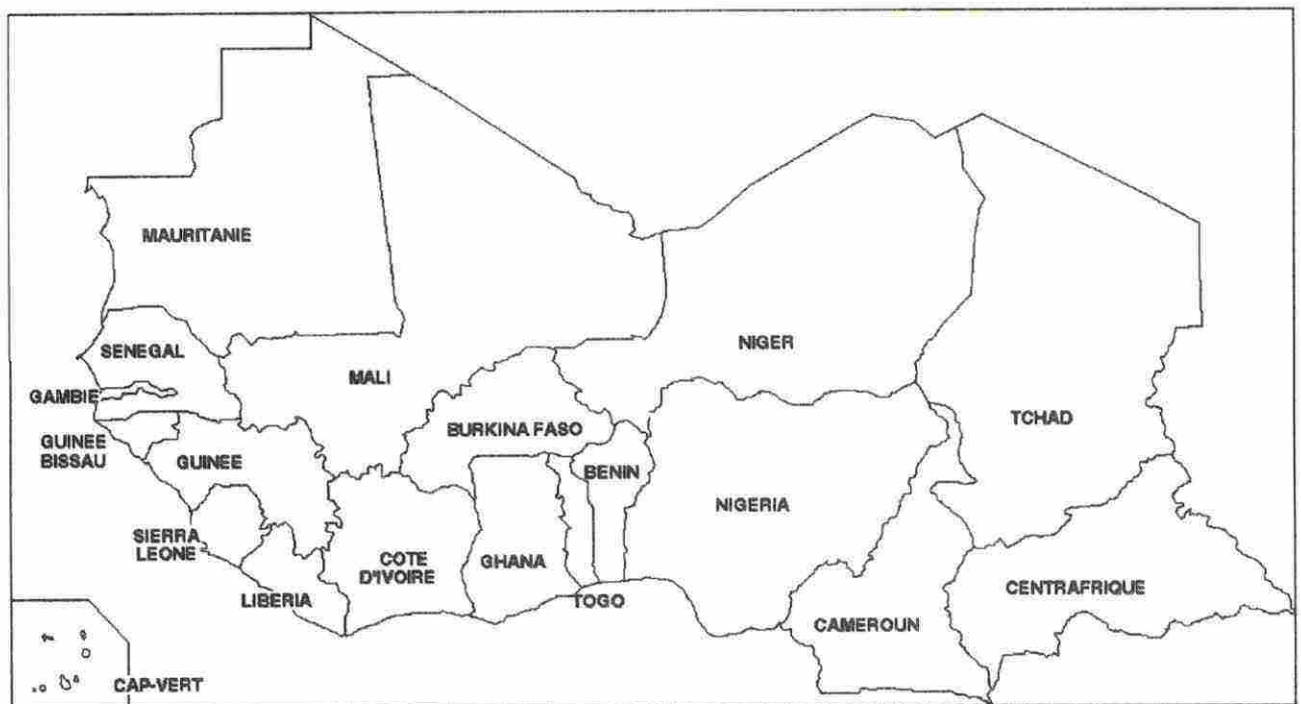 MAURITANIE
SENEGAL
NIGER
MALI
GAMBIE
TCHAD
BURKINA FASO
GUINEE
BISSAU
GUINEE
BENIN
NIGERIA
SIERRA
LEONE
COTE
D'IVOIRE
GHANA
CENTRAFRIQUE
LIBERIA
TOGO
CAMEROUN
CAP-VERT